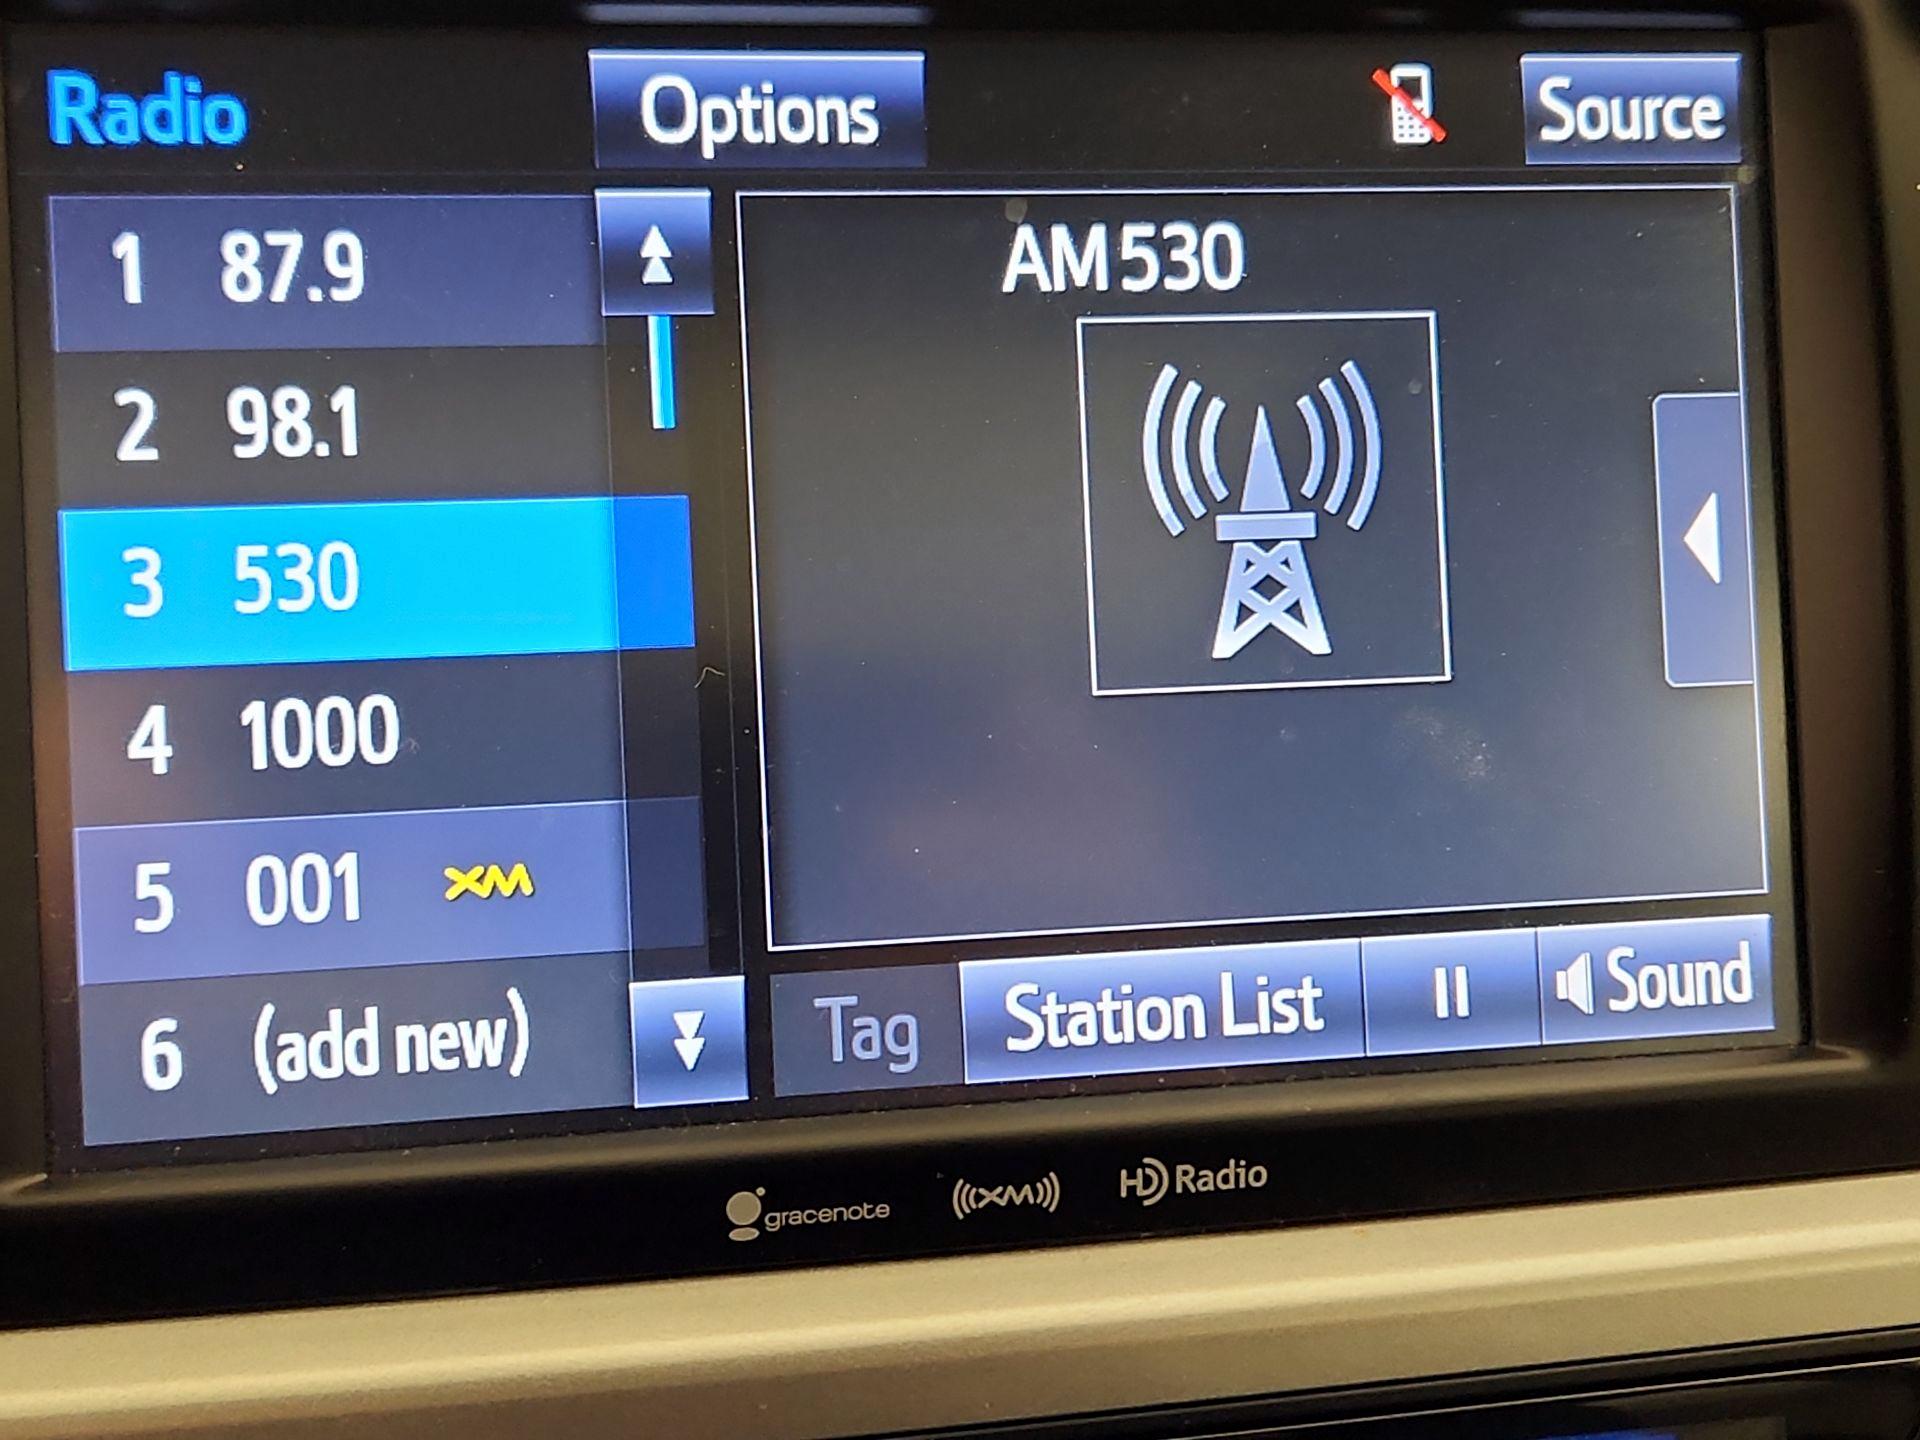 Radio
Options
Source
1 87.9
2 98.1
3 530
4 1000
5 001 XM
6 (add new)
AM 530
Tag
Station List
Sound
gracenote
((XM))
HD Radio